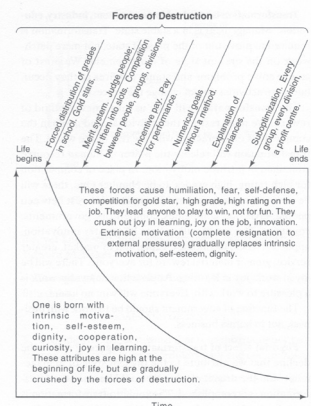 Forces of Destruction
Forced distribution of grades
in school. Gold stars.
Merit system. Judge people;
put them into slots. Competition
between people, groups, divisions.
Incentive pay. Pay
for performance.
Numerical goals
without a method.
Explanation of
variances.
Suboptimization. Every
group, every division.
a profit centre.
Life
begins
Life
ends
These forces cause humiliation, fear, self-defense,
competition for gold star, high grade, high rating on the
job. They lead anyone to play to win, not for fun. They
crush out joy in learning, joy on the job, innovation.
Extrinsic motivation (complete resignation to
external pressures) gradually replaces intrinsic
motivation, self-esteem, dignity.
One is born with
intrinsic motiva-
tion, self-esteem,
dignity, cooperation,
curiosity, joy in learning.
These attributes are high at the
beginning of life, but are gradually
crushed by the forces of destruction.
Time